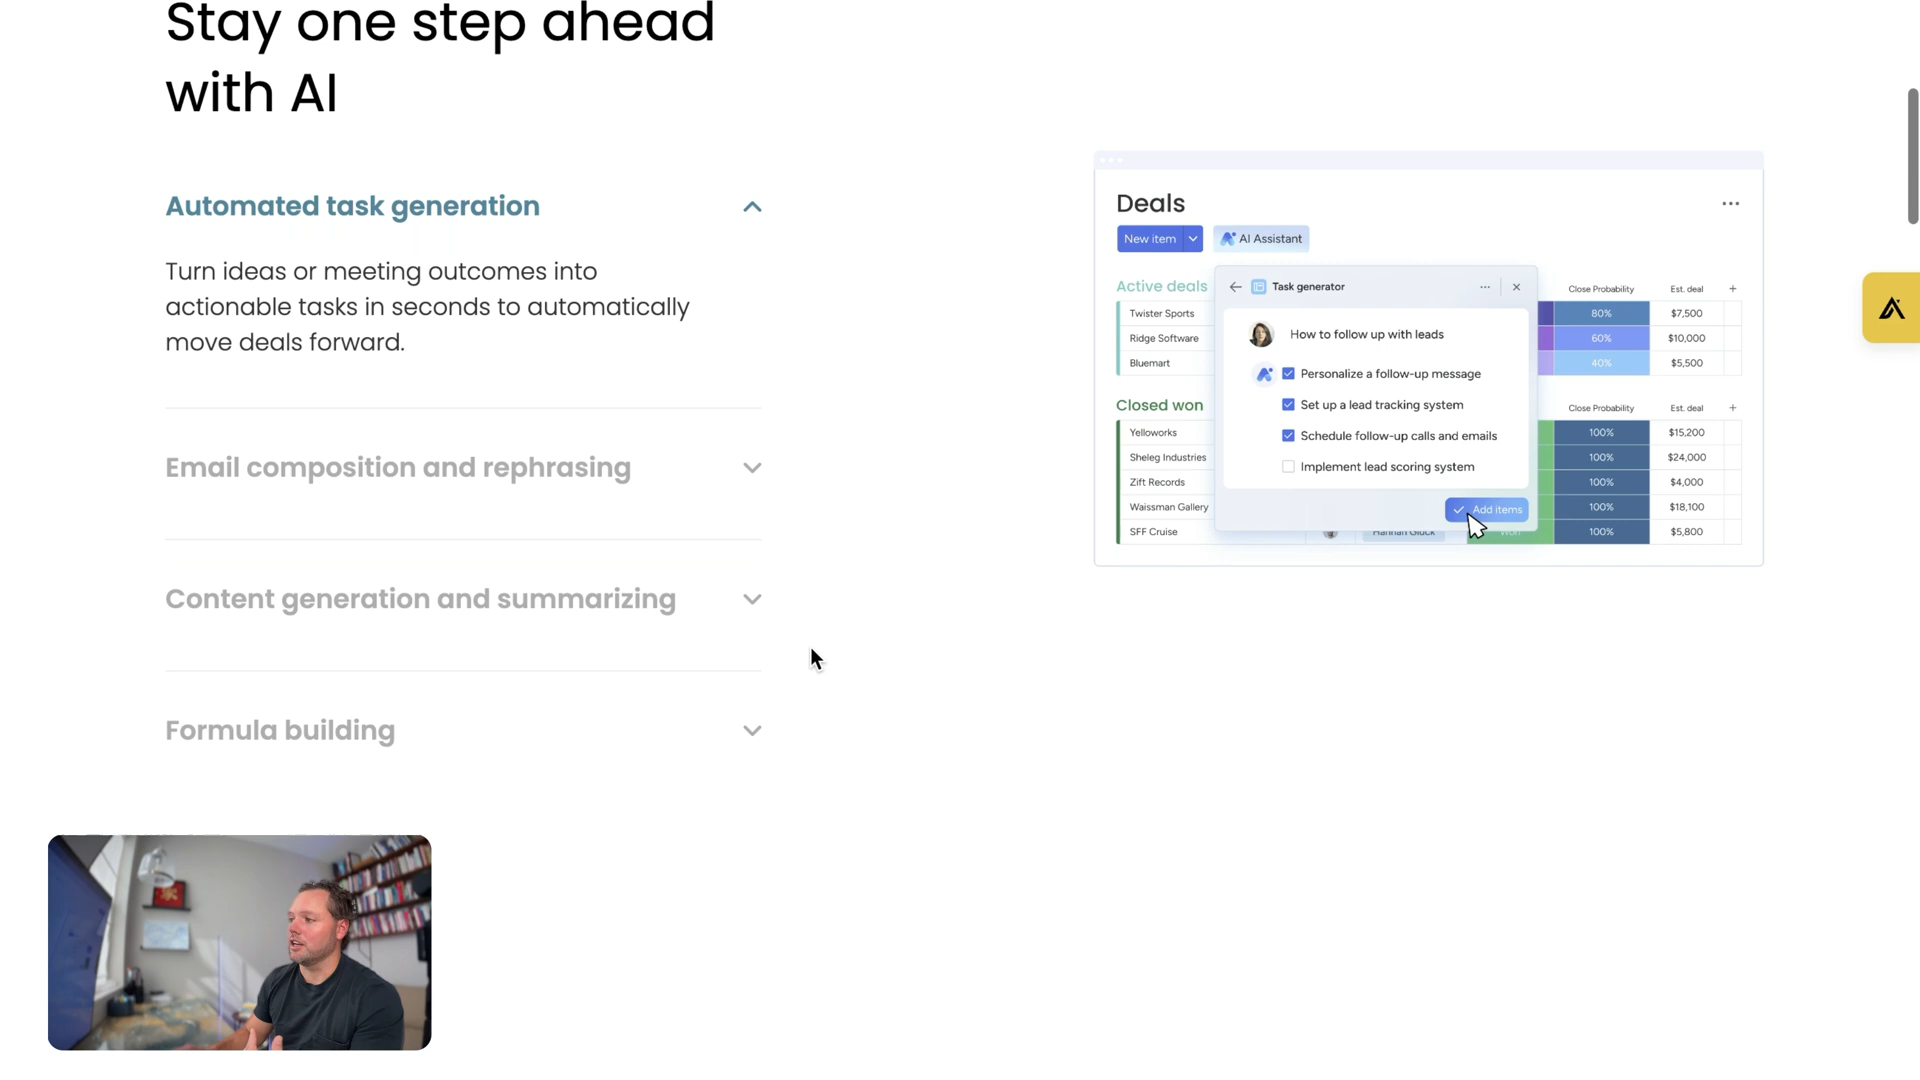 Stay one step ahead
with AI
Automated task generation
Turn ideas or meeting outcomes into
actionable tasks in seconds to automatically
move deals forward.
Email composition and rephrasing
Content generation and summarizing
Formula building
Deals
New item
AI Assistant
Active deals
Close Probability
Est. deal
+
Twister Sports
80%
$7,500
Ridge Software
60%
$10,000
Bluemart
40%
$5,500
Closed won
Close Probability
Est. deal
+
Yelloworks
100%
$15,200
Sheleg Industries
100%
$24,000
Zift Records
100%
$4,000
Waissman Gallery
100%
$18,100
SFF Cruise
Hannah Gluck
Won
100%
$5,800
Task generator
How to follow up with leads
Personalize a follow-up message
Set up a lead tracking system
Schedule follow-up calls and emails
Implement lead scoring system
Add items